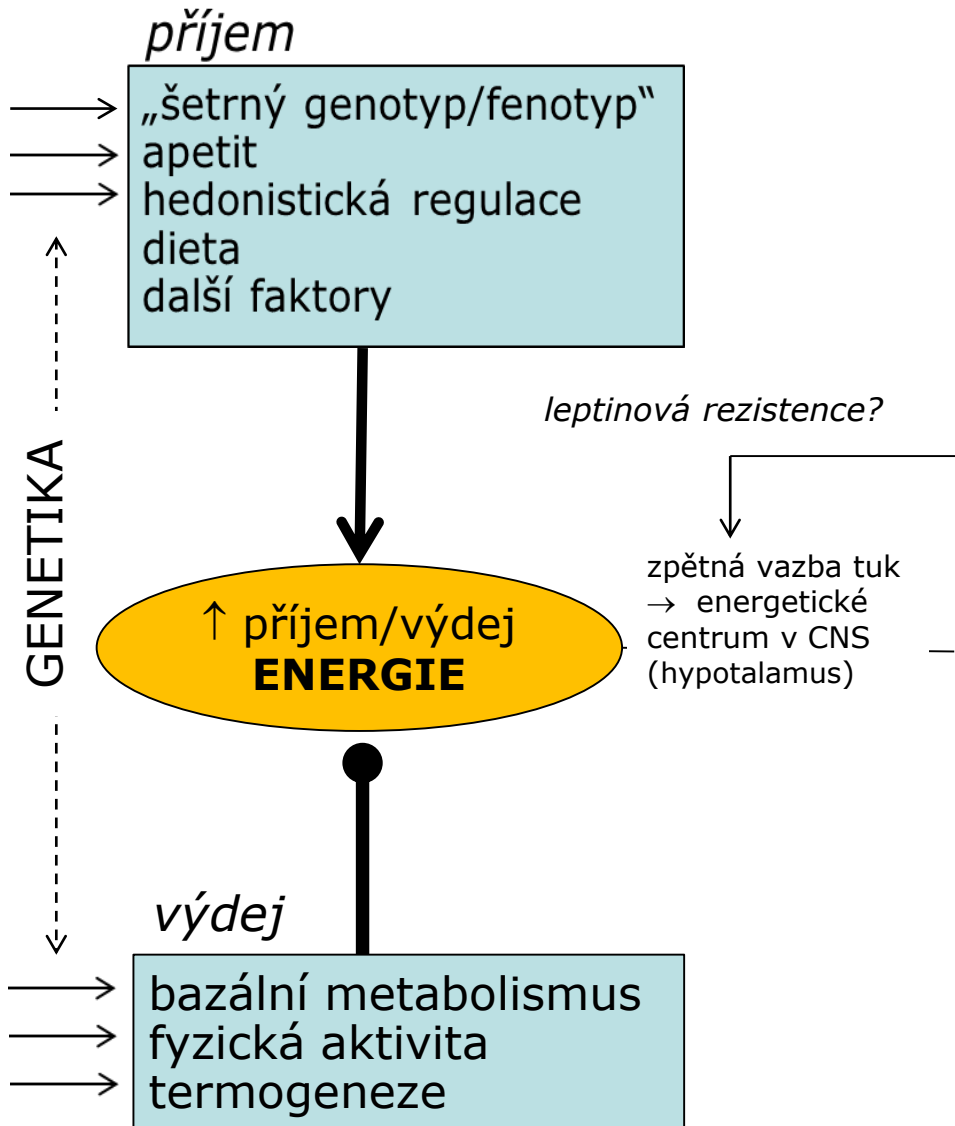 příjem
„šetrný genotyp/fenotyp“
apetit
hedonistická regulace
dieta
další faktory
leptinová rezistence?
GENETIKA
zpětná vazba tuk
→ energetické
centrum v CNS
(hypotalamus)
↑ příjem/výdej
ENERGIE
výdej
bazální metabolismus
fyzická aktivita
termogeneze